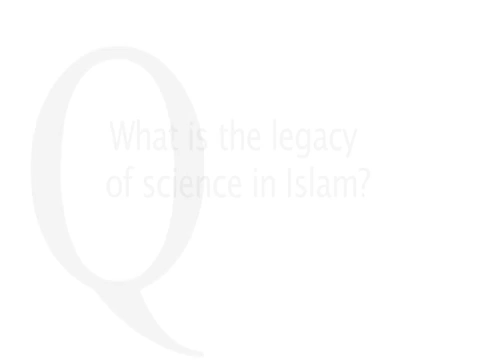 Q
What is the legacy
of science in Islam?